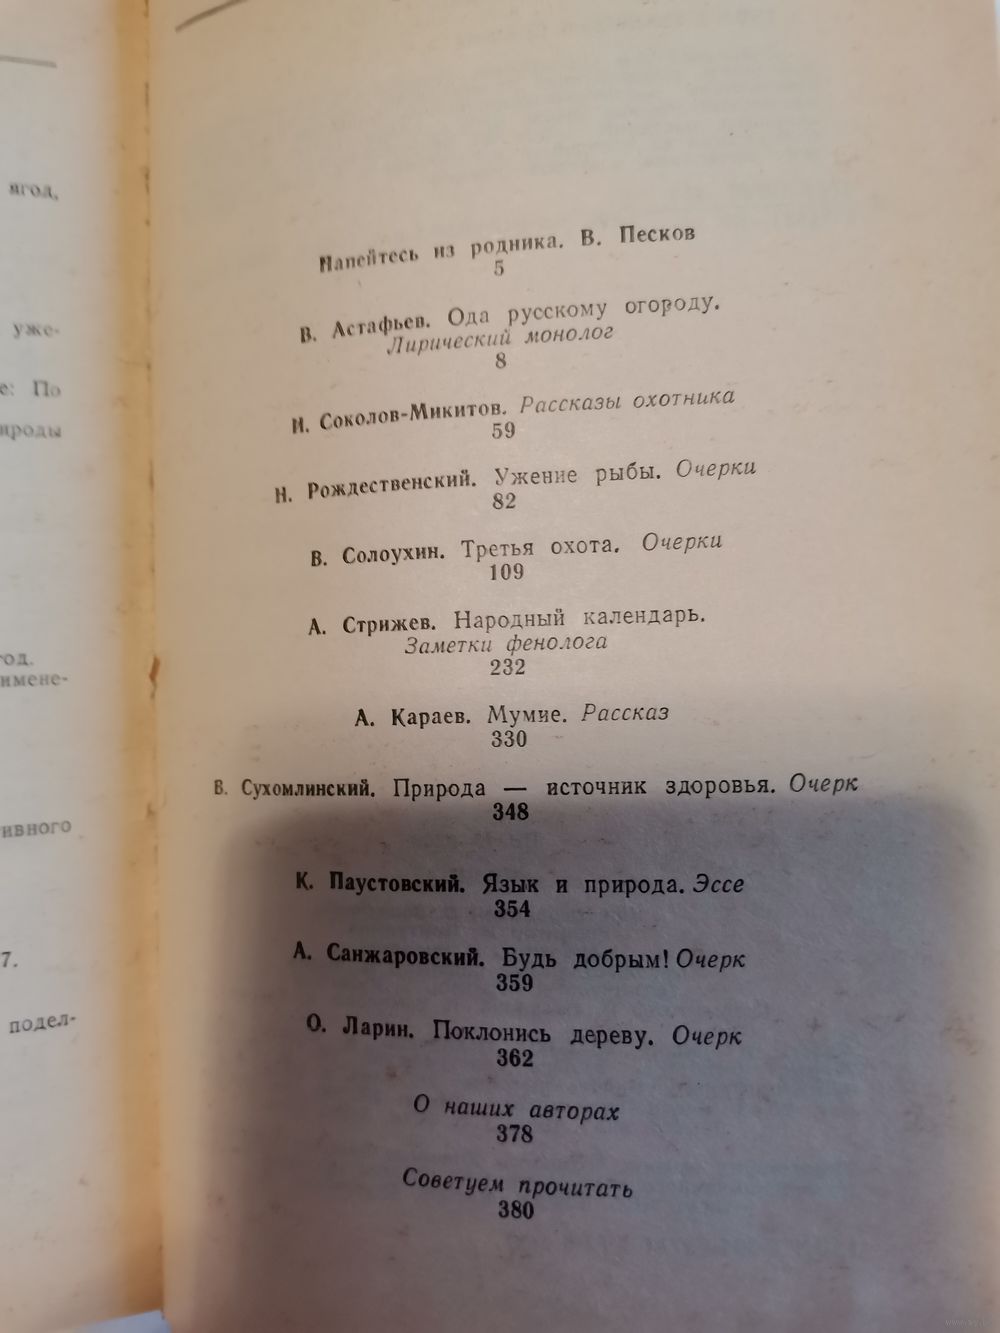 ягод,
уже-
е: По
ироды
год.
имене-
ивного
7.
подел-
Напейтесь из родника. В. Песков
5
В. Астафьев. Ода русскому огороду.
Лирический монолог
8
И. Соколов-Микитов. Рассказы охотника
59
Н. Рождественский. Ужение рыбы. Очерки
82
В. Солоухин. Третья охота. Очерки
109
А. Стрижев. Народный календарь.
Заметки фенолога
232
А. Караев. Мумие. Рассказ
330
В. Сухомлинский. Природа — источник здоровья. Очерк
348
К. Паустовский. Язык и природа. Эссе
354
А. Санжаровский. Будь добрым! Очерк
359
О. Ларин. Поклонись дереву. Очерк
362
О наших авторах
378
Советуем прочитать
380